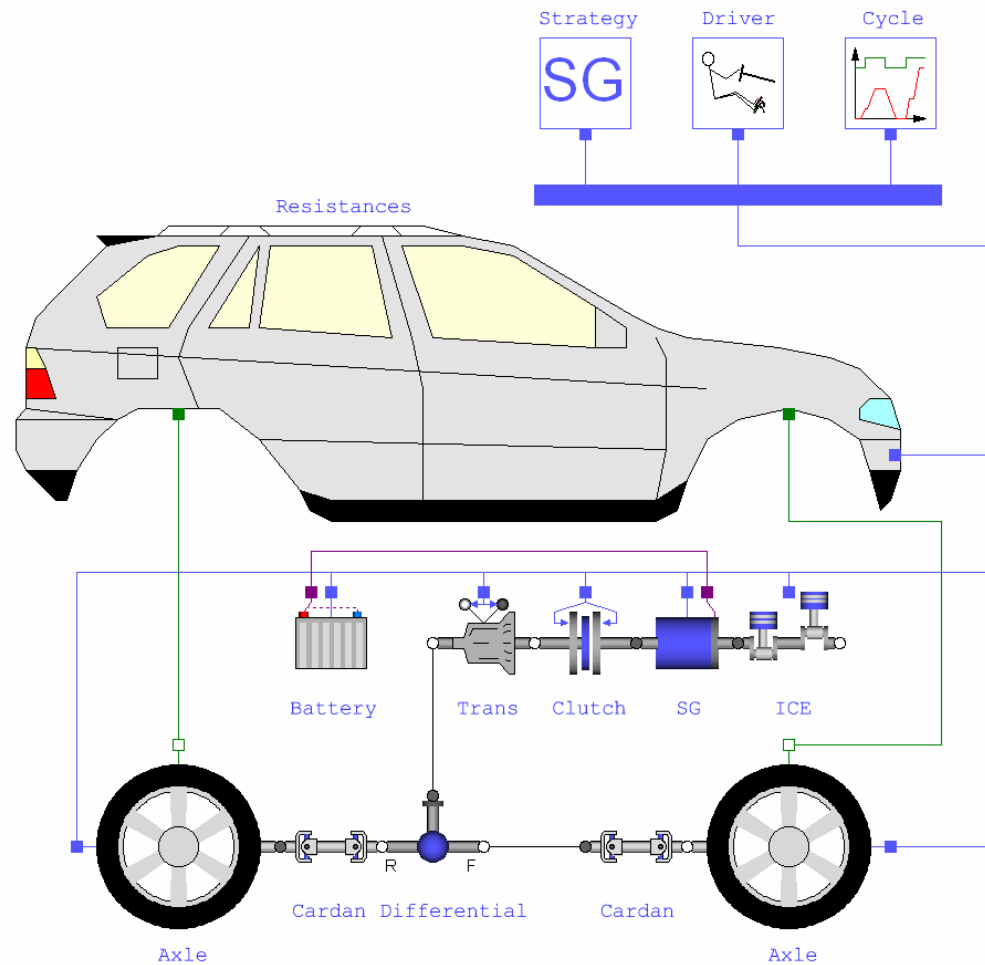 Strategy Driver Cycle
SG
Resistances
Battery Trans Clutch SG ICE
R F
Cardan Differential Cardan
Axle Axle